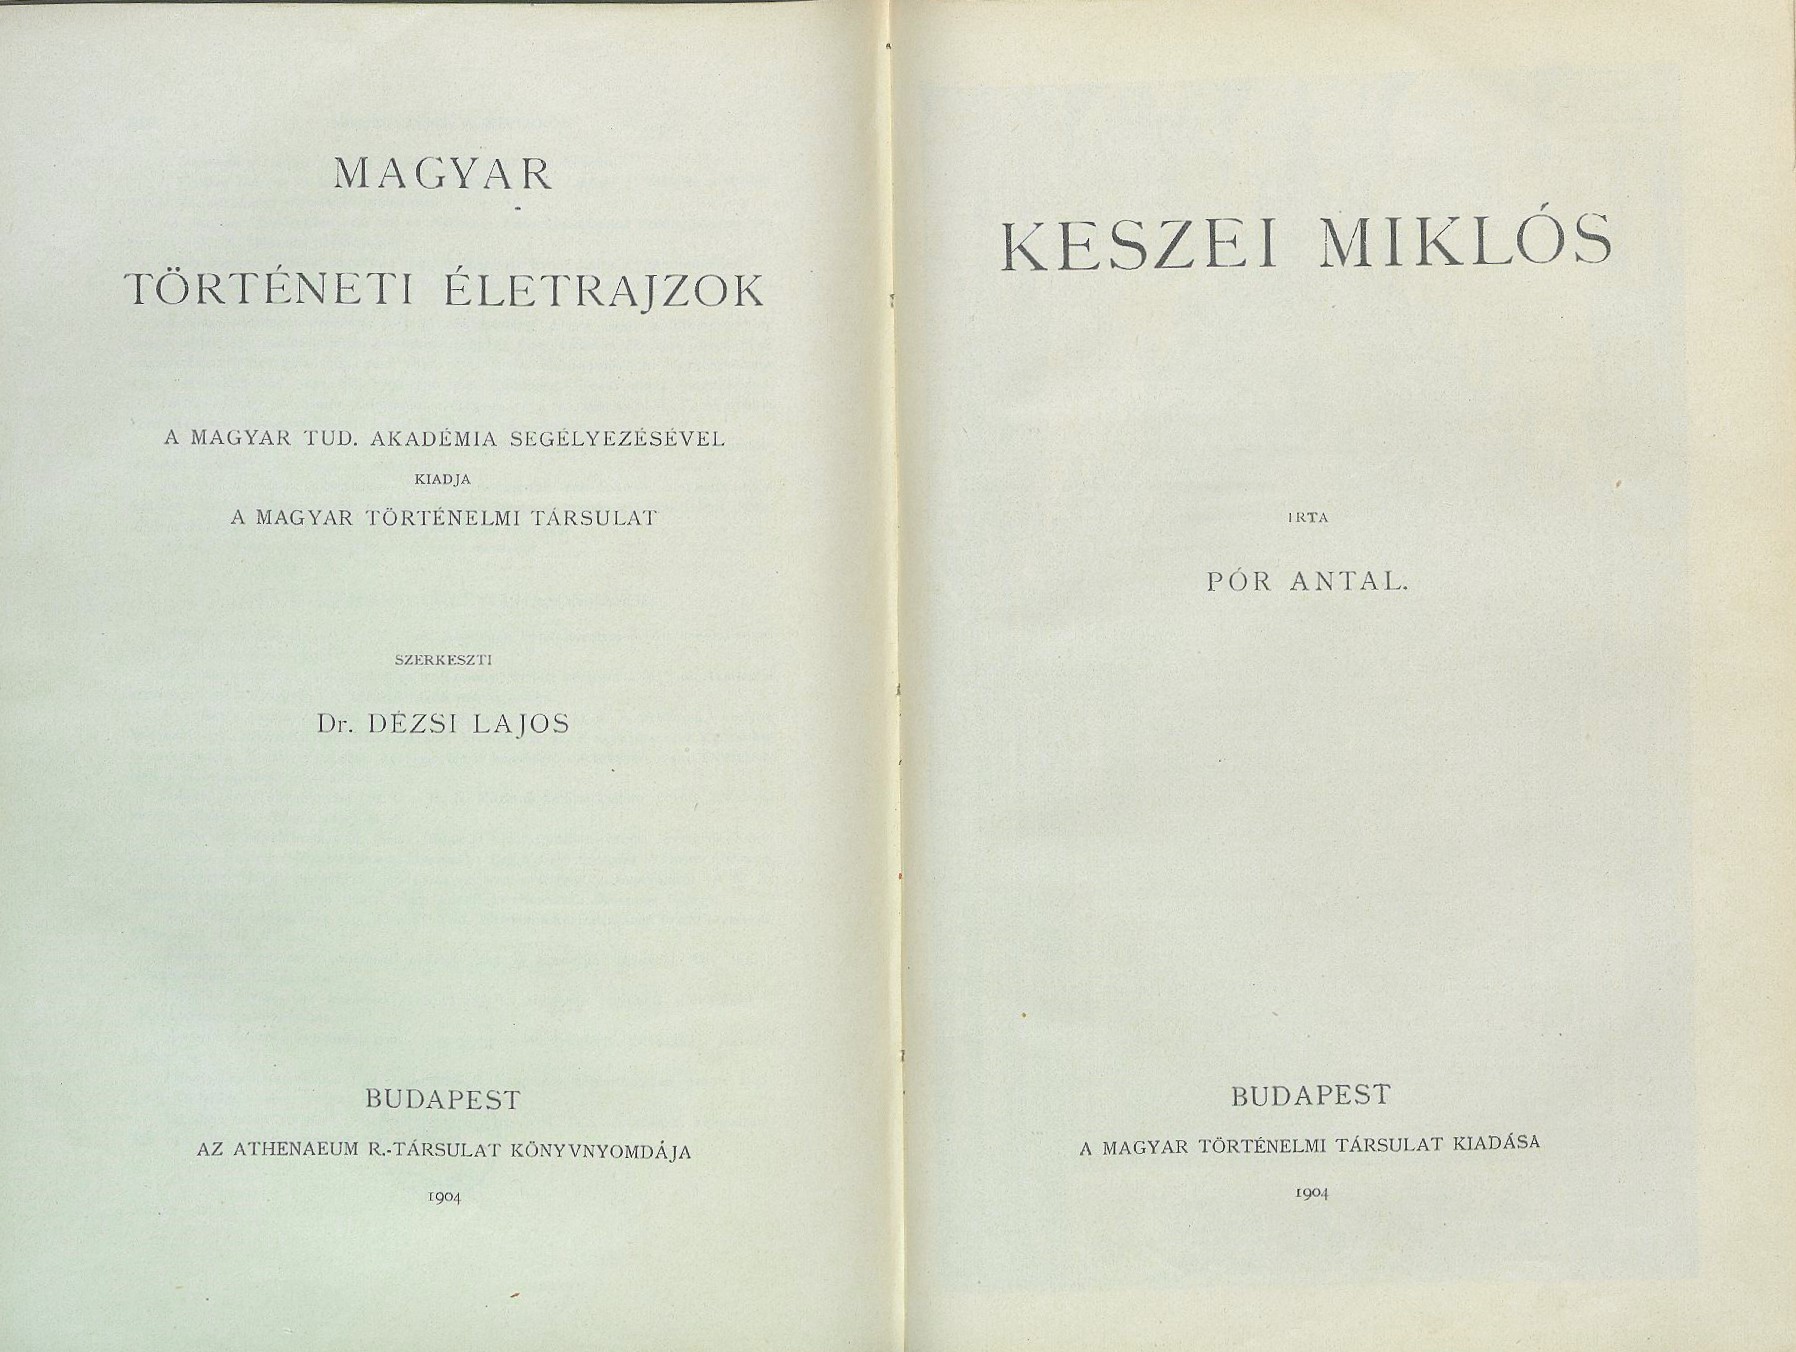 MAGYAR
TÖRTÉNETI ÉLETRAJZOK
A MAGYAR TUD. AKADÉMIA SEGÉLYEZÉSÉVEL
KIADJA
A MAGYAR TÖRTÉNELMI TÁRSULAT
SZERKESZTI
Dr. DÉZSI LAJOS
BUDAPEST
AZ ATHENAEUM R.-TÁRSULAT KÖNYVNYOMDÁJA
1904
KESZEI MIKLÓS
IRTA
PÓR ANTAL.
BUDAPEST
A MAGYAR TÖRTÉNELMI TÁRSULAT KIADÁSA
1904